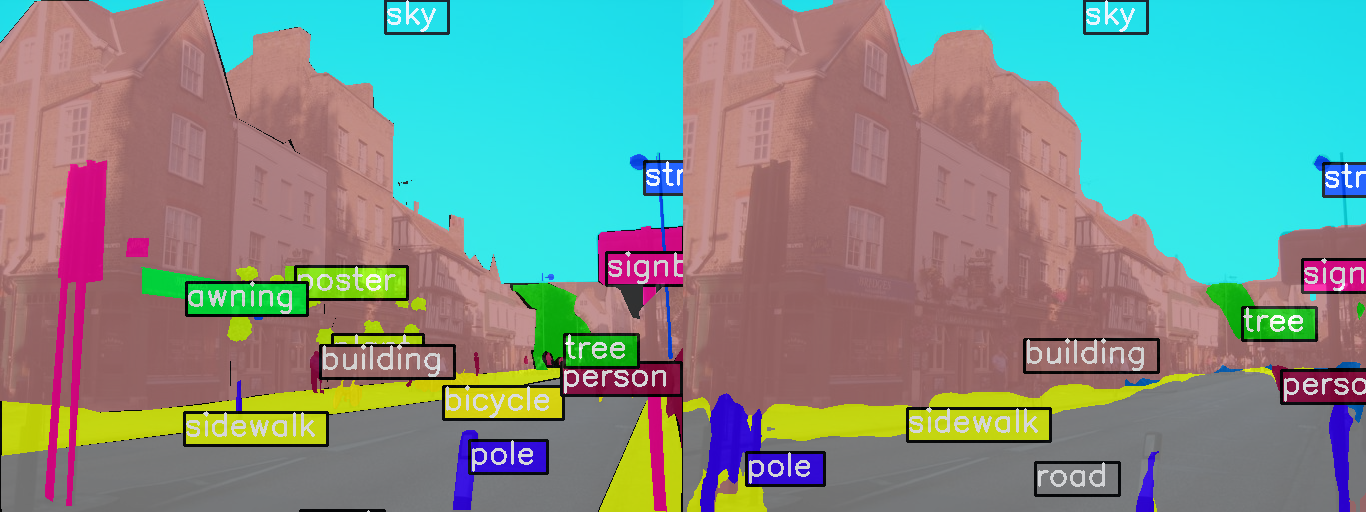 sky
str
signb
poster
awning
building
tree
person
bicycle
sidewalk
pole
sky
str
sign
tree
building
perso
sidewalk
pole
road